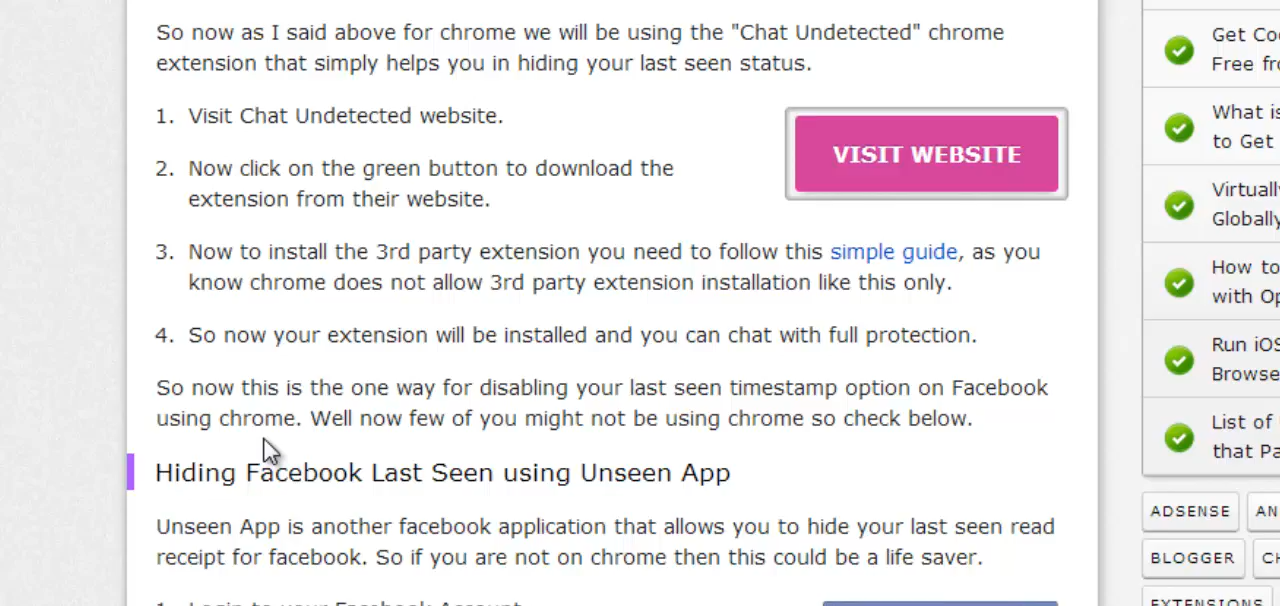 So now as I said above for chrome we will be using the "Chat Undetected" chrome
extension that simply helps you in hiding your last seen status.
1. Visit Chat Undetected website.
VISIT WEBSITE
2. Now click on the green button to download the
extension from their website.
3. Now to install the 3rd party extension you need to follow this simple guide, as you
know chrome does not allow 3rd party extension installation like this only.
4. So now your extension will be installed and you can chat with full protection.
So now this is the one way for disabling your last seen timestamp option on Facebook
using chrome. Well now few of you might not be using chrome so check below.
Hiding Facebook Last Seen using Unseen App
Unseen App is another facebook application that allows you to hide your last seen read
receipt for facebook. So if you are not on chrome then this could be a life saver.
1. Login to your Facebook Account
Get
Free
What is
to Get
Virtually
Globally
How to
with
Run iOS
Browse
List of
that
ADSENSE
BLOGGER
EXTENSIONS